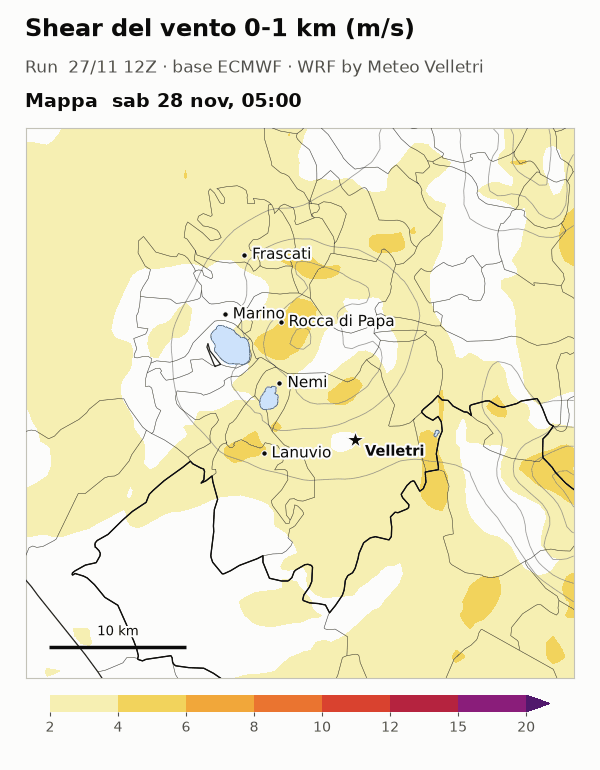 Shear del vento 0-1 km (m/s)
Run  27/11 12Z · base ECMWF · WRF by Meteo Velletri
Mappa  sab 28 nov, 05:00
Frascati
Marino
Rocca di Papa
Nemi
Lanuvio
Velletri
10 km
2 4 6 8 10 12 15 20